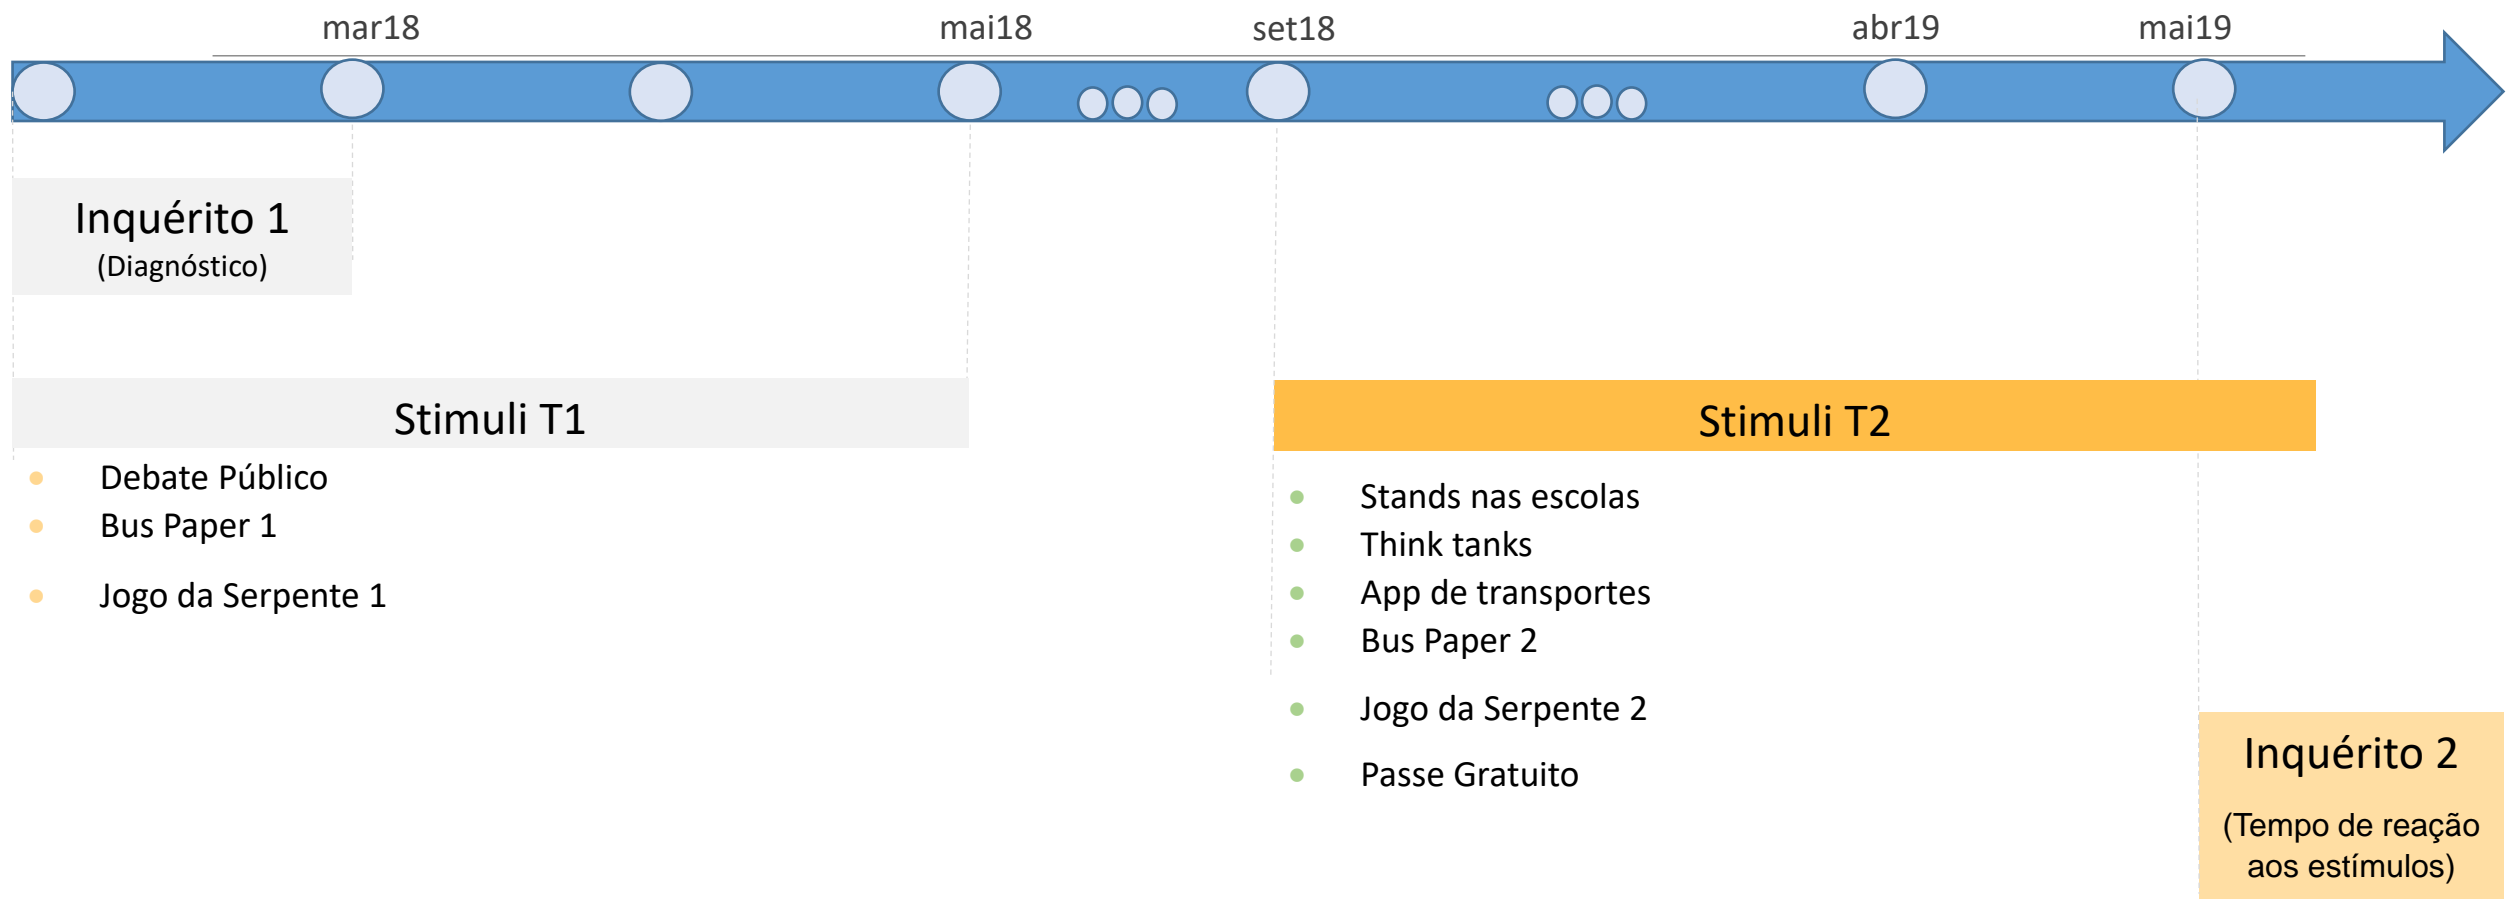 mar18
mai18
set18
abr19
mai19
Inquérito 1
(Diagnóstico)
Stimuli T1
Debate Público
Bus Paper 1
Jogo da Serpente 1
Stimuli T2
Stands nas escolas
Think tanks
App de transportes
Bus Paper 2
Jogo da Serpente 2
Passe Gratuito
Inquérito 2
(Tempo de reação
aos estímulos)